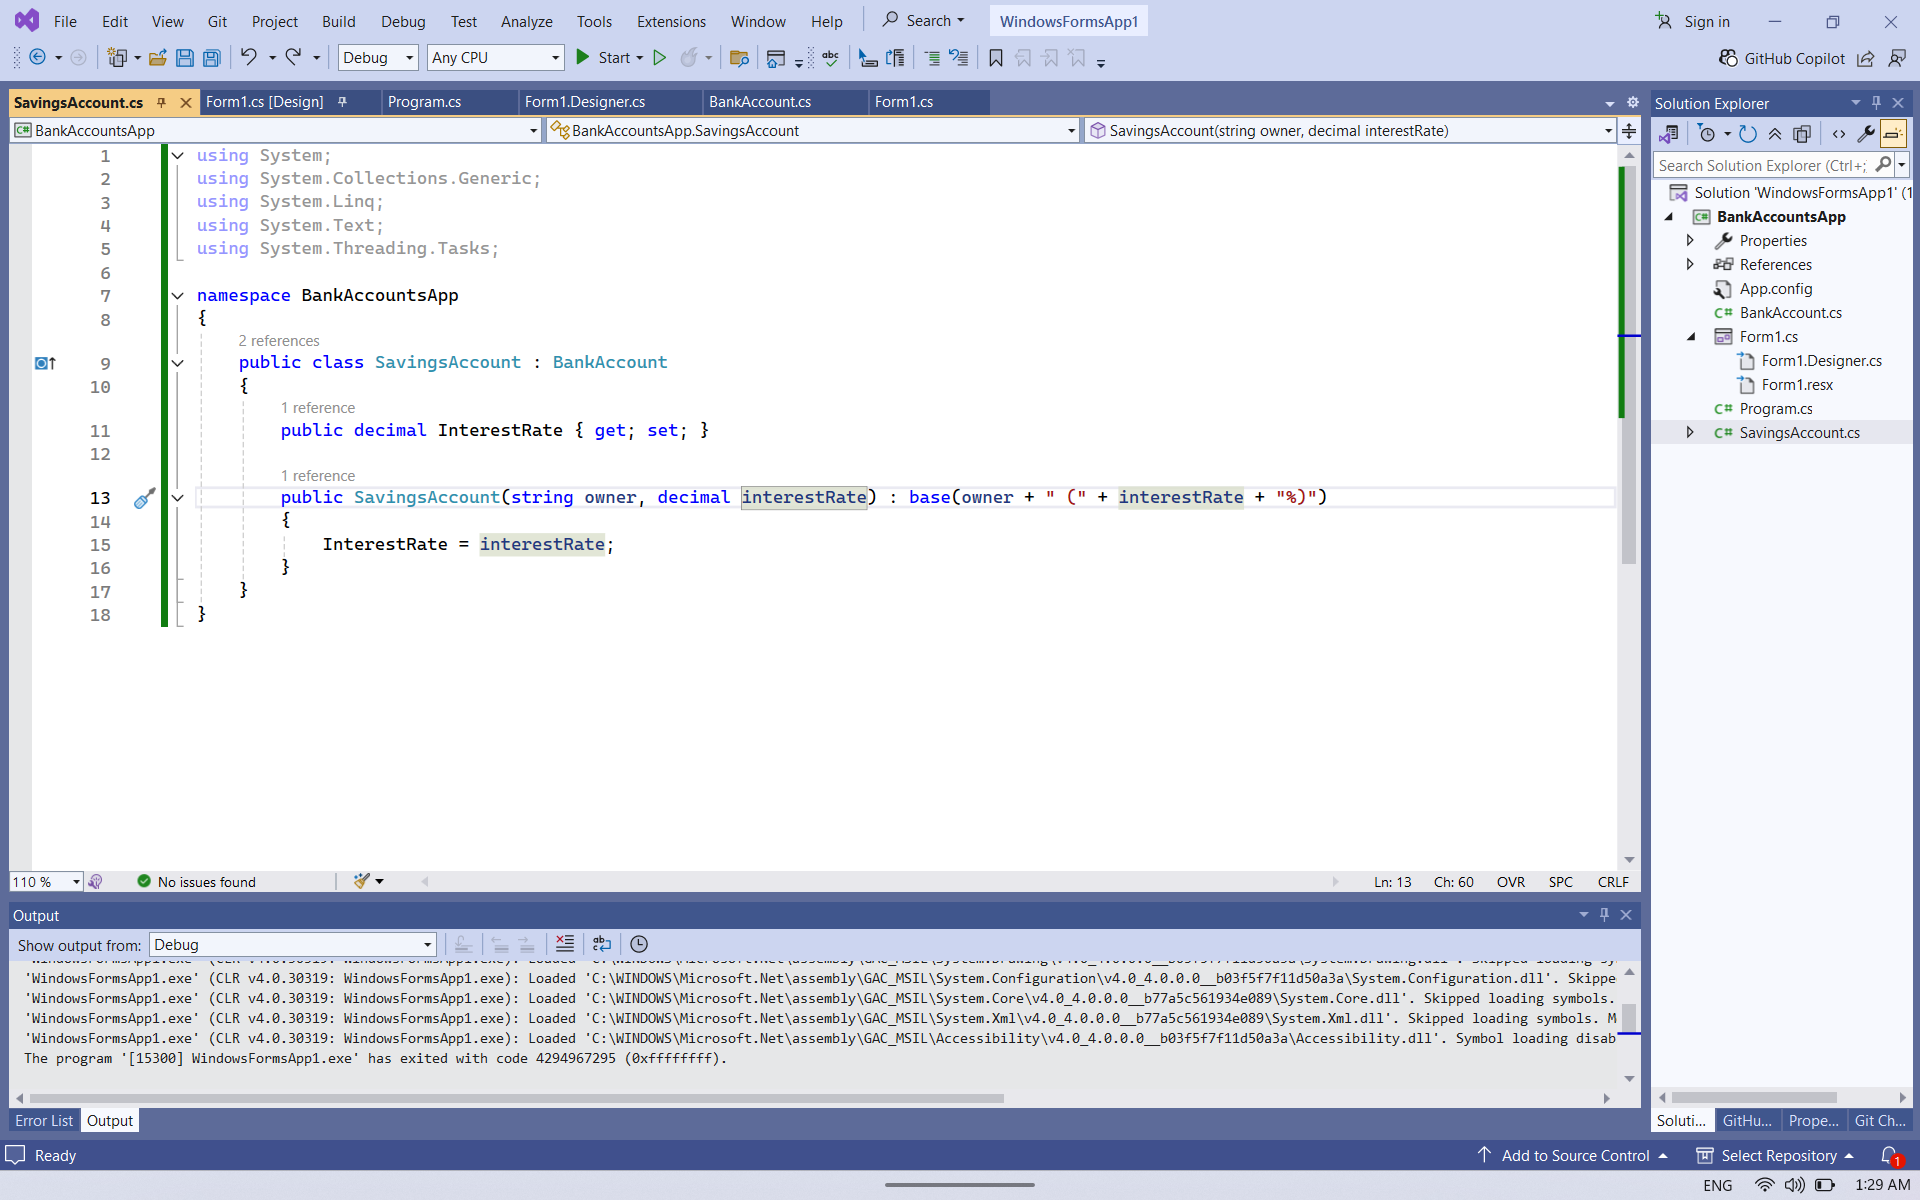 File Edit View Git Project Build Debug Test Analyze Tools Extensions Window Help Search WindowsFormsApp1 Sign in
Debug Any CPU Start GitHub Copilot
SavingsAccount.cs Form1.cs [Design] Program.cs Form1.Designer.cs BankAccount.cs Form1.cs
BankAccountsApp BankAccountsApp.SavingsAccount SavingsAccount(string owner, decimal interestRate)
1 using System;
2 using System.Collections.Generic;
3 using System.Linq;
4 using System.Text;
5 using System.Threading.Tasks;
6
7 namespace BankAccountsApp
8 {
2 references
9 public class SavingsAccount : BankAccount
10 {
1 reference
11 public decimal InterestRate { get; set; }
12
1 reference
13 public SavingsAccount(string owner, decimal interestRate) : base(owner + " (" + interestRate + "%)")
14 {
15 InterestRate = interestRate;
16 }
17 }
18 }
110 % No issues found Ln: 13 Ch: 60 OVR SPC CRLF
Output
Show output from: Debug
'WindowsFormsApp1.exe' (CLR v4.0.30319: WindowsFormsApp1.exe): Loaded 'C:\WINDOWS\Microsoft.Net\assembly\GAC_MSIL\System.Configuration\v4.0_4.0.0.0__b03f5f7f11d50a3a\System.Configuration.dll'. Skippe
'WindowsFormsApp1.exe' (CLR v4.0.30319: WindowsFormsApp1.exe): Loaded 'C:\WINDOWS\Microsoft.Net\assembly\GAC_MSIL\System.Core\v4.0_4.0.0.0__b77a5c561934e089\System.Core.dll'. Skipped loading symbols.
'WindowsFormsApp1.exe' (CLR v4.0.30319: WindowsFormsApp1.exe): Loaded 'C:\WINDOWS\Microsoft.Net\assembly\GAC_MSIL\System.Xml\v4.0_4.0.0.0__b77a5c561934e089\System.Xml.dll'. Skipped loading symbols. M
'WindowsFormsApp1.exe' (CLR v4.0.30319: WindowsFormsApp1.exe): Loaded 'C:\WINDOWS\Microsoft.Net\assembly\GAC_MSIL\Accessibility\v4.0_4.0.0.0__b03f5f7f11d50a3a\Accessibility.dll'. Symbol loading disab
The program '[15300] WindowsFormsApp1.exe' has exited with code 4294967295 (0xffffffff).
Error List Output
Solution Explorer
Search Solution Explorer (Ctrl+;
Solution 'WindowsFormsApp1' (1
BankAccountsApp
Properties
References
App.config
BankAccount.cs
Form1.cs
Form1.Designer.cs
Form1.resx
Program.cs
SavingsAccount.cs
Soluti... GitHu... Prope... Git Ch...
Ready Add to Source Control Select Repository 1
ENG 1:29 AM